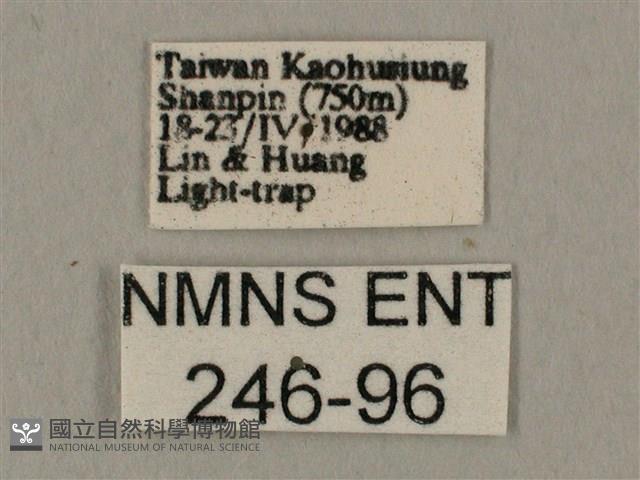 Taiwan Kaohusiung
Shanpin (750m)
18-23/IV/1988
Lin & Huang
Light-trap
NMNS ENT
246-96
國立自然科學博物館
NATIONAL MUSEUM OF NATURAL SCIENCE